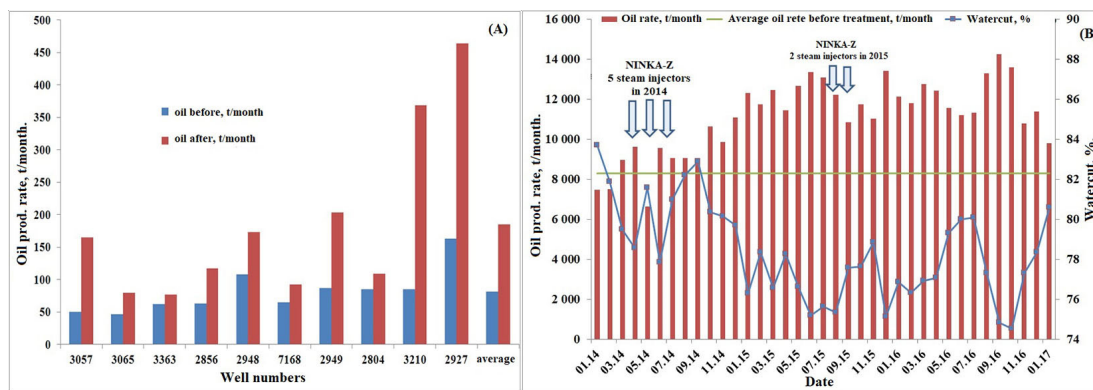 (A)
500
450
400
350
300
250
200
150
100
50
0
Oil prod. rate, t/month.
oil before, t/month
oil after, t/month
3057 3065 3363 2856 2948 7168 2949 2804 3210 2927 average
Well numbers
Oil rate, t/month Average oil rete before treatment, t/month Watercut, %
(B)
16 000
14 000
12 000
10 000
8 000
6 000
4 000
2 000
0
Oil prod. rate, t/month.
NINKA-Z
5 steam injectors
in 2014
NINKA-Z
2 steam injectors in 2015
90
88
86
84
82
80
78
76
74
Watercut, %
01.14 03.14 05.14 07.14 09.14 11.14 01.15 03.15 05.15 07.15 09.15 11.15 01.16 03.16 05.16 07.16 09.16 11.16 01.17
Date